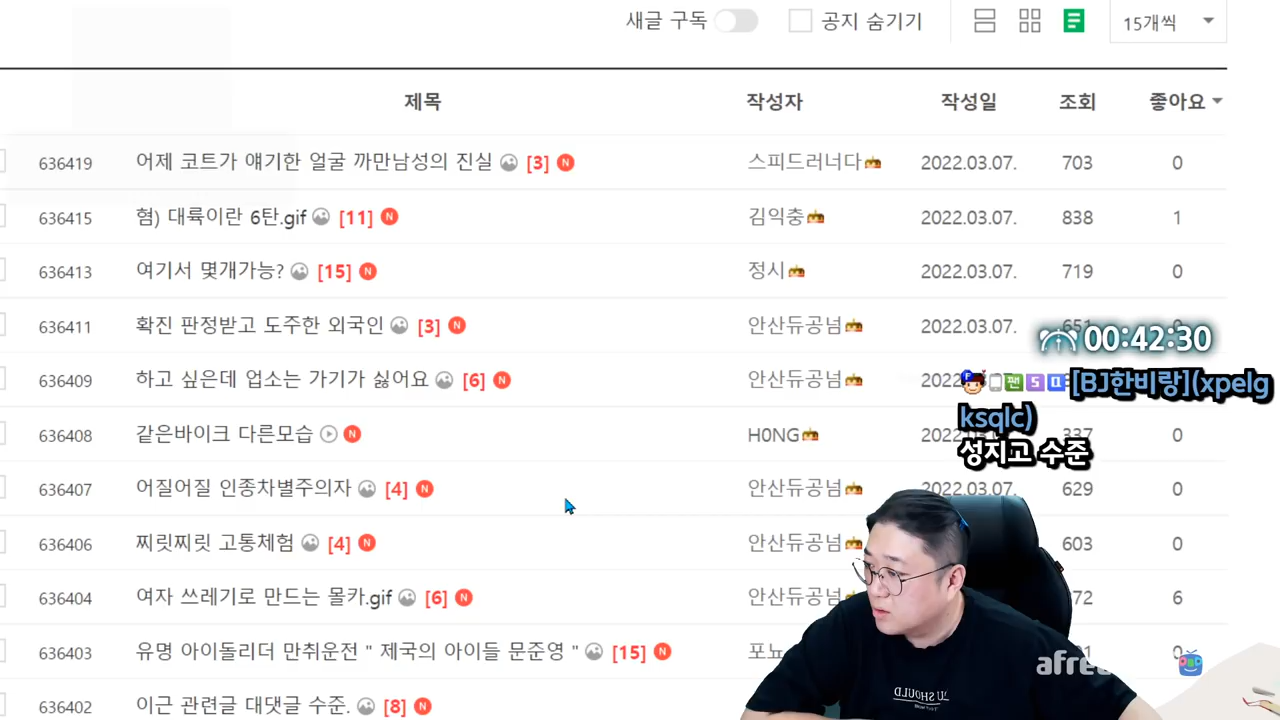 새글 구독 공지 숨기기 15개씩
제목 작성자 작성일 조회 좋아요
636419 어제 코트가 얘기한 얼굴 까만남성의 진실 [3] N 스피드러너다 2022.03.07. 703 0
636415 혐) 대륙이란 6탄.gif [11] N 김익충 2022.03.07. 838 1
636413 여기서 몇개가능? [15] N 정시 2022.03.07. 719 0
636411 확진 판정받고 도주한 외국인 [3] N 안산듀공넘 2022.03.07.
00:42:30
636409 하고 싶은데 업소는 가기가 싫어요 [6] N 안산듀공넘
[BJ한비랑](xpelg
ksqlc)
636408 같은바이크 다른모습 N H0NG 337 0
성지고 수준
636407 어질어질 인종차별주의자 [4] N 안산듀공넘 2022.03.07. 629 0
636406 찌릿찌릿 고통체험 [4] N 안산듀공넘 603 0
636404 여자 쓰레기로 만드는 몰카.gif [6] N 안산듀공넘 72 6
636403 유명 아이돌리더 만취운전 " 제국의 아이들 문준영 " [15] N 포뇨
636402 이근 관련글 대댓글 수준. [8] N